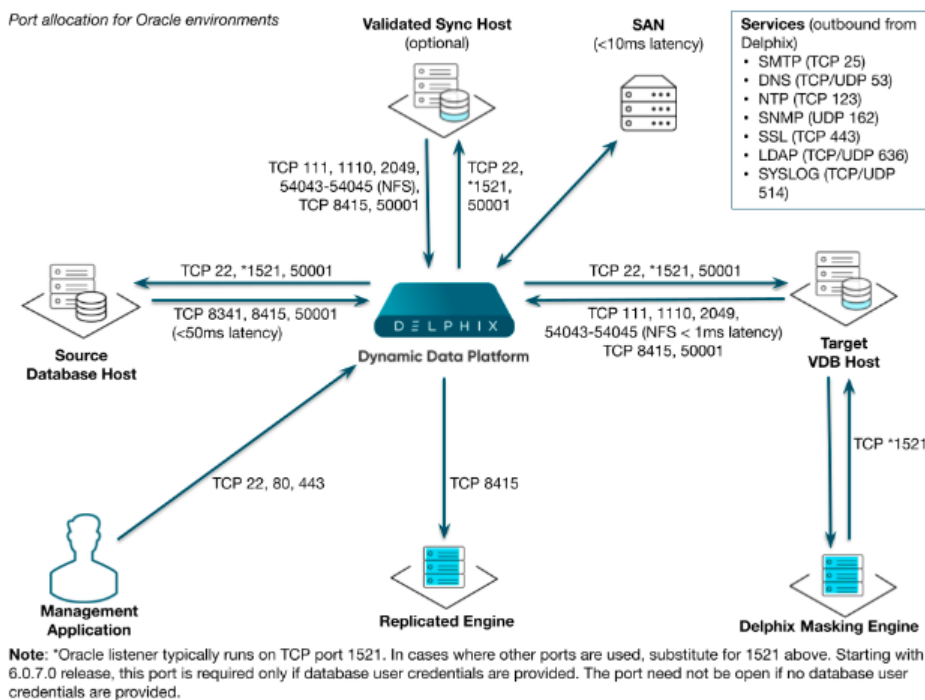 Port allocation for Oracle environments
Validated Sync Host
(optional)
SAN
(<10ms latency)
Services (outbound from
Delphix)
• SMTP (TCP 25)
• DNS (TCP/UDP 53)
• NTP (TCP 123)
• SNMP (UDP 162)
• SSL (TCP 443)
• LDAP (TCP/UDP 636)
• SYSLOG (TCP/UDP
514)
TCP 111, 1110, 2049,
54043-54045 (NFS),
TCP 8415, 50001
TCP 22,
*1521,
50001
TCP 22, *1521, 50001
TCP 8341, 8415, 50001
(<50ms latency)
Source
Database Host
DELPHIX
Dynamic Data Platform
TCP 22, *1521, 50001
TCP 111, 1110, 2049,
54043-54045 (NFS < 1ms latency)
TCP 8415, 50001
Target
VDB Host
TCP *1521
TCP 22, 80, 443
TCP 8415
Management
Application
Replicated Engine
Delphix Masking Engine
Note: *Oracle listener typically runs on TCP port 1521. In cases where other ports are used, substitute for 1521 above. Starting with
6.0.7.0 release, this port is required only if database user credentials are provided. The port need not be open if no database user
credentials are provided.